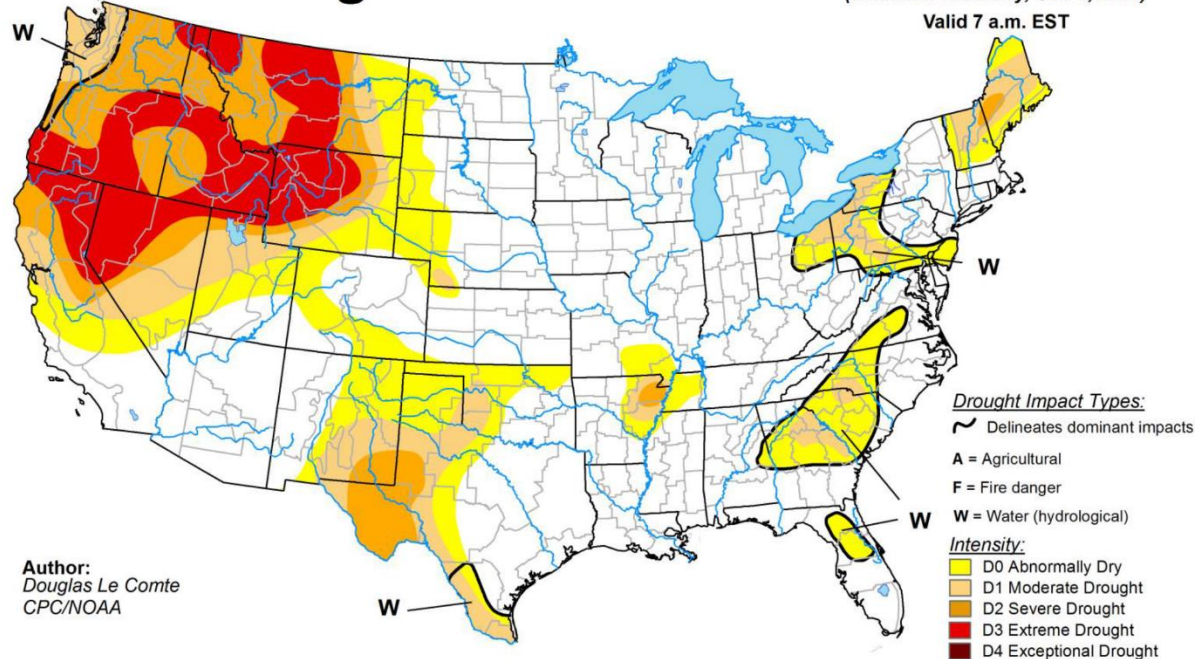 Valid 7 a.m. EST
W
W
Drought Impact Types:
Delineates dominant impacts
A = Agricultural
F = Fire danger
W = Water (hydrological)
W
Intensity:
D0 Abnormally Dry
D1 Moderate Drought
D2 Severe Drought
D3 Extreme Drought
D4 Exceptional Drought
Author:
Douglas Le Comte
CPC/NOAA
W